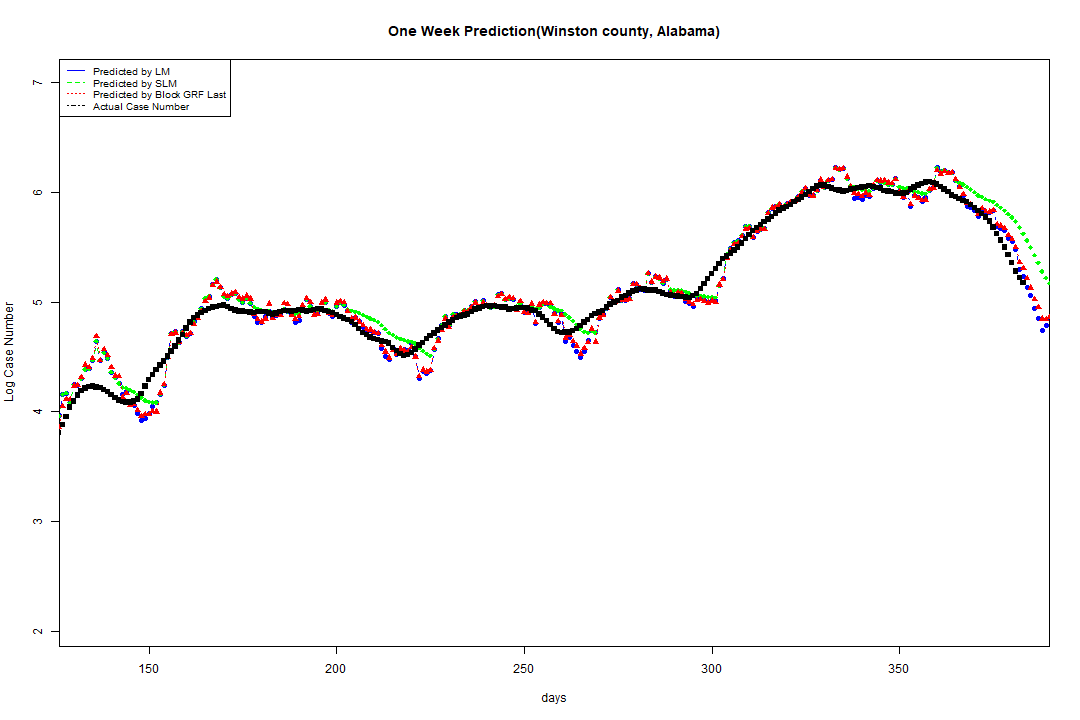 One Week Prediction(Winston county, Alabama)
Predicted by LM
Predicted by SLM
Predicted by Block GRF Last
Actual Case Number
7
6
5
4
3
2
Log Case Number
150 200 250 300 350
days